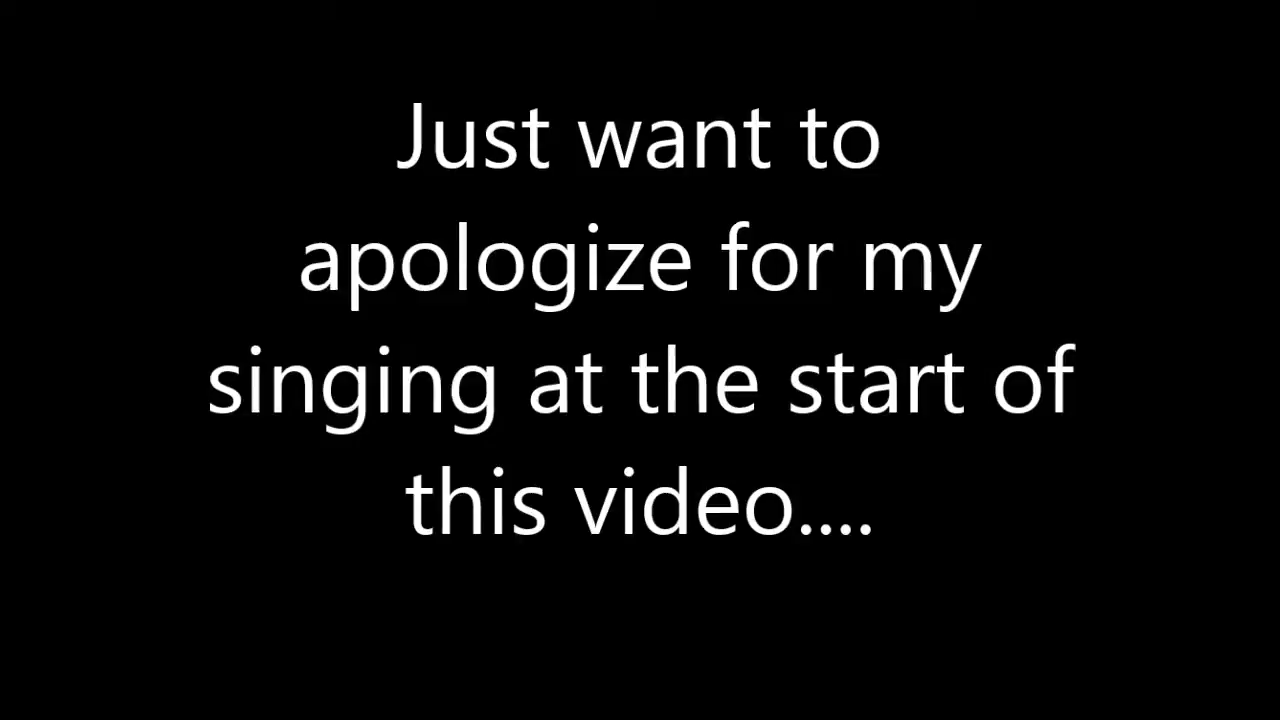 Just want to
apologize for my
singing at the start of
this video....